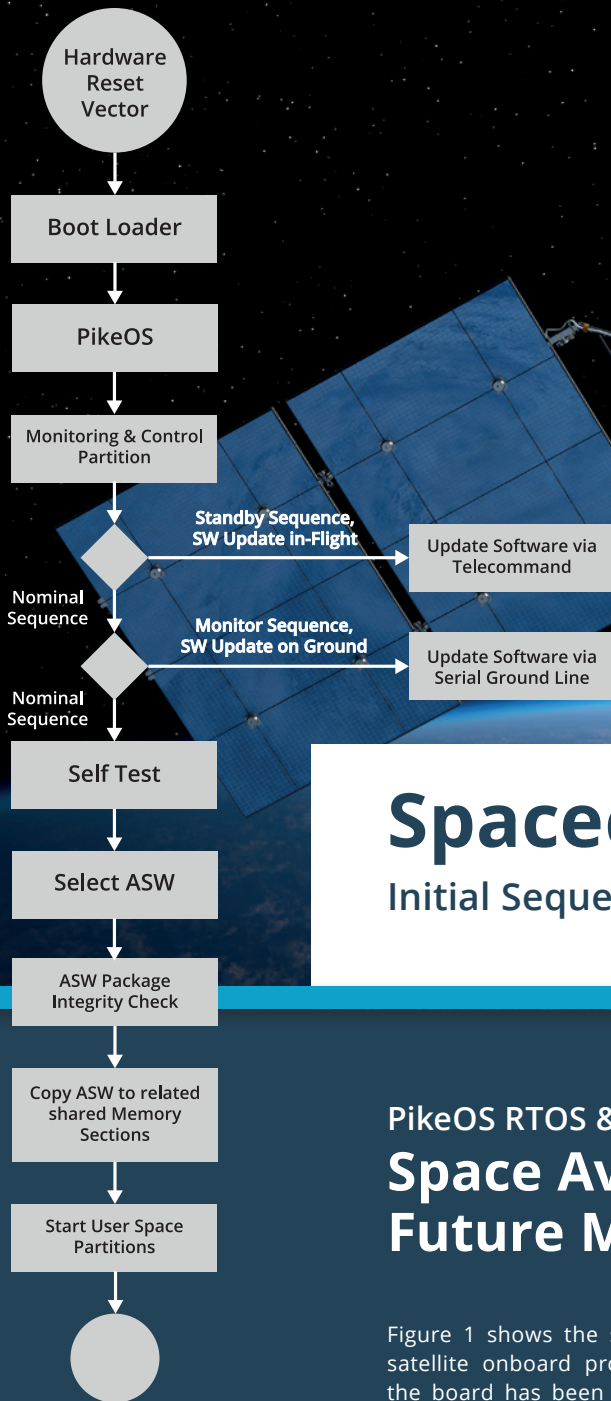 Hardware
Reset
Vector
Boot Loader
PikeOS
Monitoring & Control
Partition
Standby Sequence,
SW Update in-Flight
Update Software via
Telecommand
Nominal
Sequence
Monitor Sequence,
SW Update on Ground
Update Software via
Serial Ground Line
Nominal
Sequence
Self Test
Select ASW
ASW Package
Integrity Check
Copy ASW to related
shared Memory
Sections
Start User Space
Partitions
Initial
PikeOS RTOS &
Space
Future
Figure 1 shows the
satellite onboard
the board has been